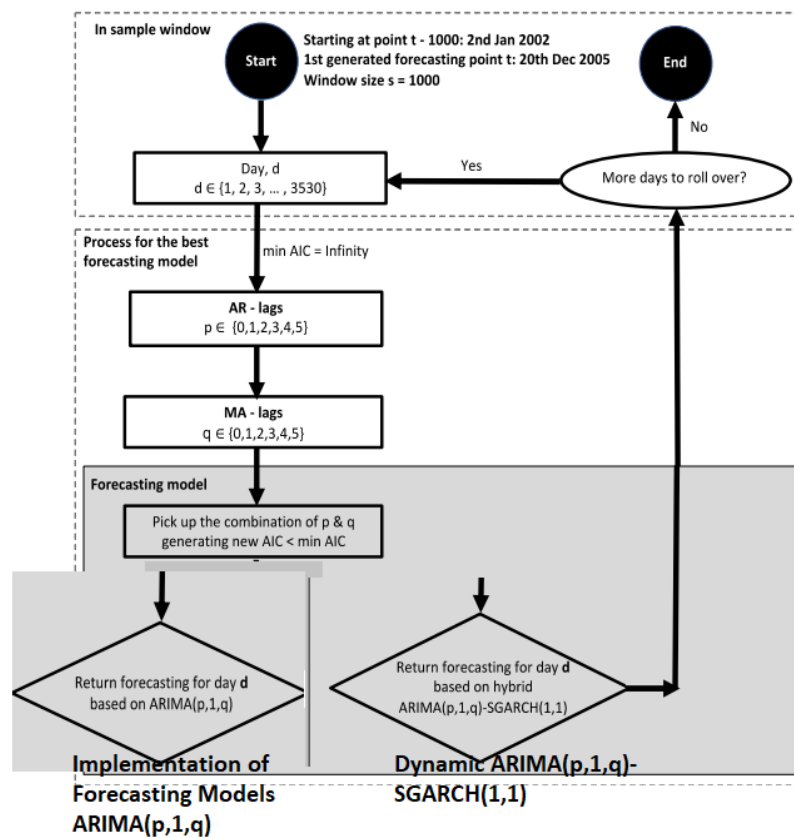 In sample window
Start
Starting at point t - 1000: 2nd Jan 2002
1st generated forecasting point t: 20th Dec 2005
Window size s = 1000
End
No
Day, d
d ∈ {1, 2, 3, ... , 3530}
Yes
More days to roll over?
Process for the best
forecasting model
min AIC = Infinity
AR - lags
p ∈ {0,1,2,3,4,5}
MA - lags
q ∈ {0,1,2,3,4,5}
Forecasting model
Pick up the combination of p & q
generating new AIC < min AIC
Return forecasting for day d
based on ARIMA(p,1,q)
Return forecasting for day d
based on hybrid
ARIMA(p,1,q)-SGARCH(1,1)
Implementation of
Forecasting Models
ARIMA(p,1,q)
Dynamic ARIMA(p,1,q)-
SGARCH(1,1)